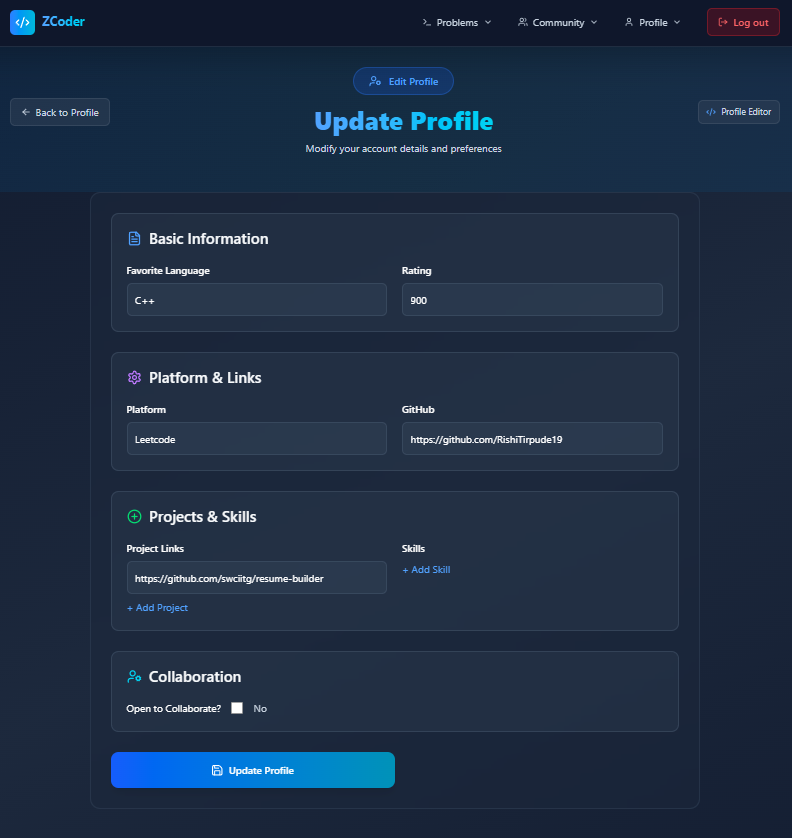 ZCoder
Problems
Community
Profile
Log out
Edit Profile
Back to Profile
Update Profile
Profile Editor
Modify your account details and preferences
Basic Information
Favorite Language
Rating
C++
900
Platform & Links
Platform
GitHub
Leetcode
https://github.com/RishiTirpude19
Projects & Skills
Project Links
Skills
https://github.com/swciitg/resume-builder
+ Add Skill
+ Add Project
Collaboration
Open to Collaborate? No
Update Profile